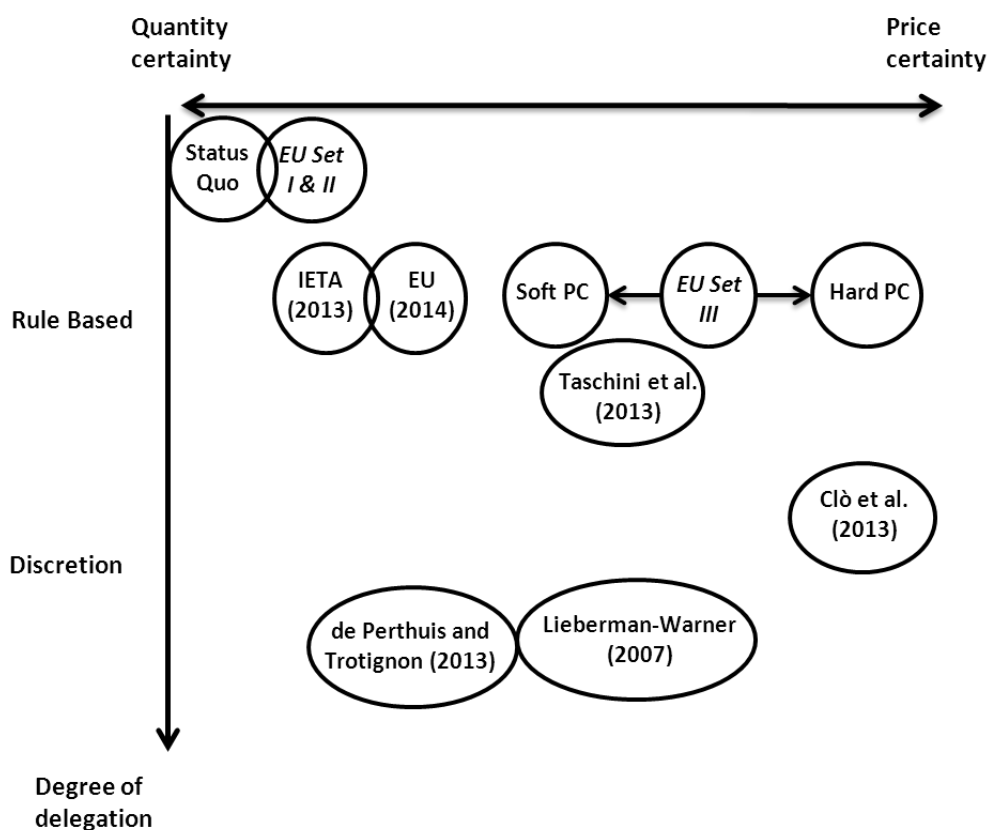 Quantity
certainty
Price
certainty
Status
Quo
EU Set
I & II
IETA
(2013)
EU
(2014)
Soft PC
EU Set
III
Hard PC
Rule Based
Taschini et al.
(2013)
Clò et al.
(2013)
Discretion
de Perthuis and
Trotignon (2013)
Lieberman-Warner
(2007)
Degree of
delegation